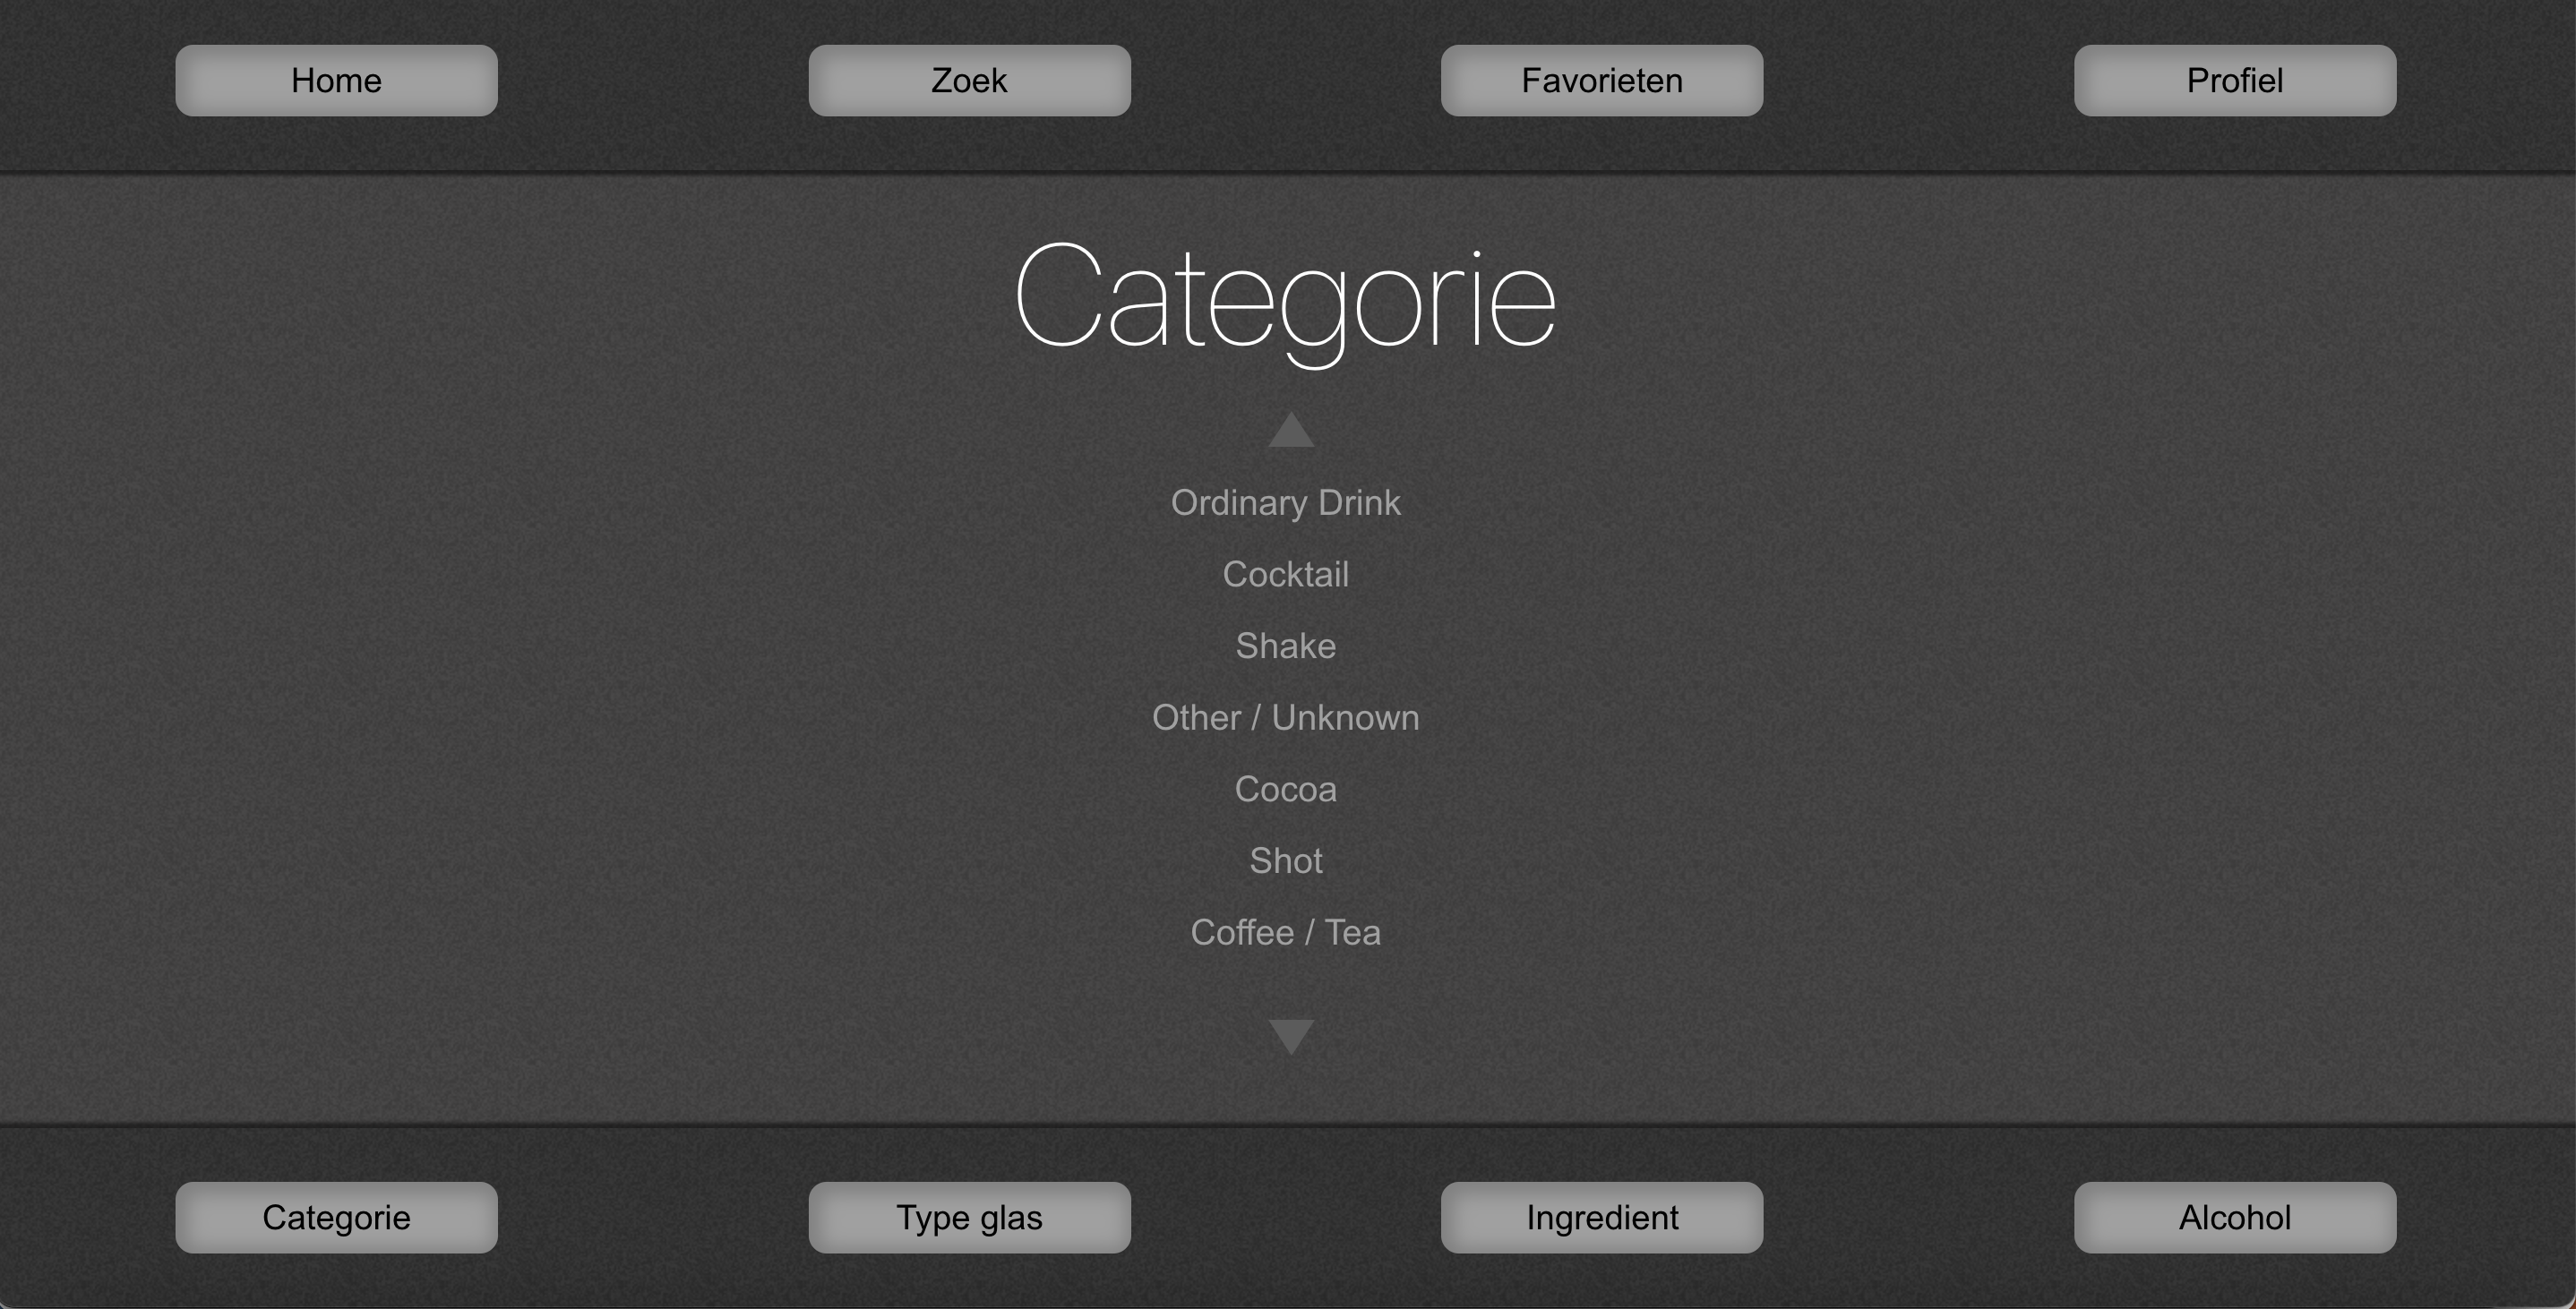 Home Zoek Favorieten Profiel
Categorie
Ordinary Drink
Cocktail
Shake
Other / Unknown
Cocoa
Shot
Coffee / Tea
Categorie Type glas Ingredient Alcohol